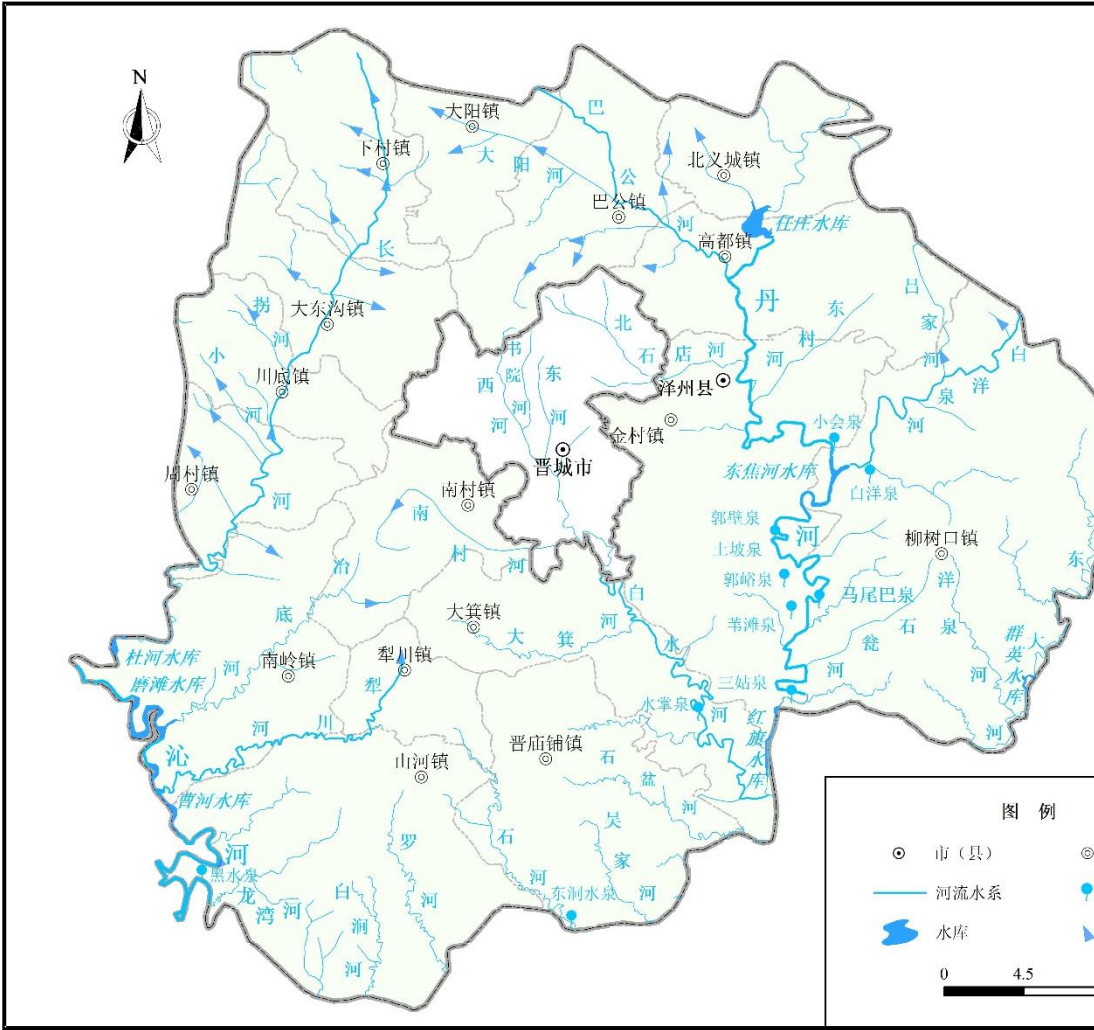 N
大阳镇
下村镇
大阳河
巴公河
巴公镇
北义城镇
任庄水库
高都镇
丹河
长河
大东沟镇
拐河
小河
川底镇
周村镇
书院河
西河
东河
北石店河
泽州县
金村镇
晋城市
东村河
吕家河
白洋泉河
小会泉
东焦河水库
白洋泉
郭壁泉
上坡泉
郭峪泉
马尾巴泉
苇滩泉
三姑泉
柳树口镇
瓮石河
洋泉河
东大河
群英水库
南村镇
南村河
冶底河
大箕镇
大箕河
白水河
杜河水库
磨滩水库
南岭镇
犁川镇
犁川河
沁河
水掌泉
红旗水库
晋庙铺镇
山河镇
石盆河
吴家河
石河
罗河
曹河水库
黑水泉
龙湾河
白涧河
东涧水泉
图 例
市（县）
河流水系
水库
0 4.5